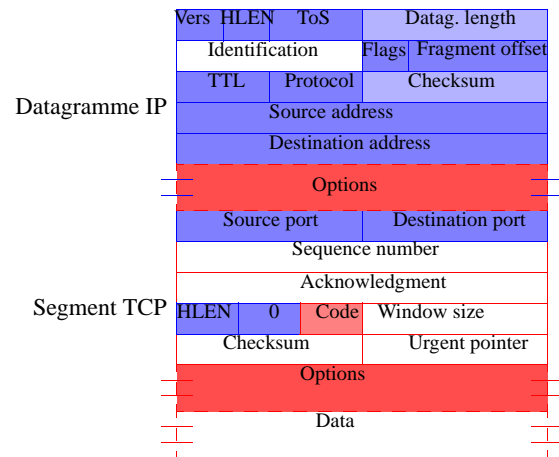 Vers HLEN ToS Datag. length
Identification Flags Fragment offset
TTL Protocol Checksum
Datagramme IP
Source address
Destination address
Options
Source port Destination port
Sequence number
Acknowledgment
Segment TCP
HLEN 0 Code Window size
Checksum Urgent pointer
Options
Data